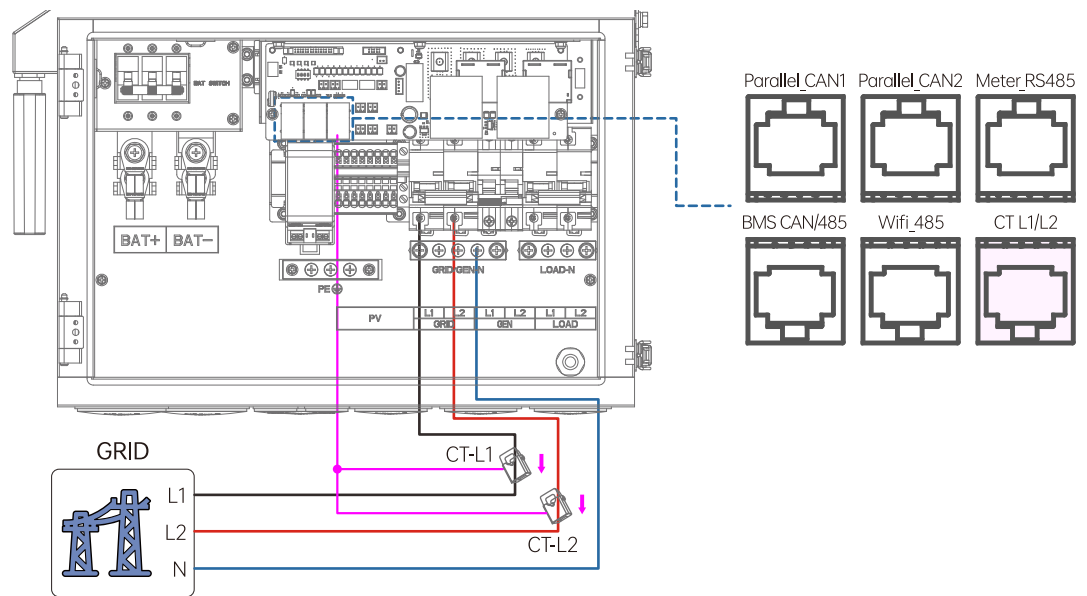 BAT SWITCH
BAT+ BAT-
GRID/GEN-N
LOAD-N
PE
PV
L1 L2 L1 L2 L1 L2
GRID GEN LOAD
Parallel_CAN1 Parallel_CAN2 Meter_RS485
BMS CAN/485 Wifi_485 CT L1/L2
GRID
CT-L1
L1
L2
CT-L2
N